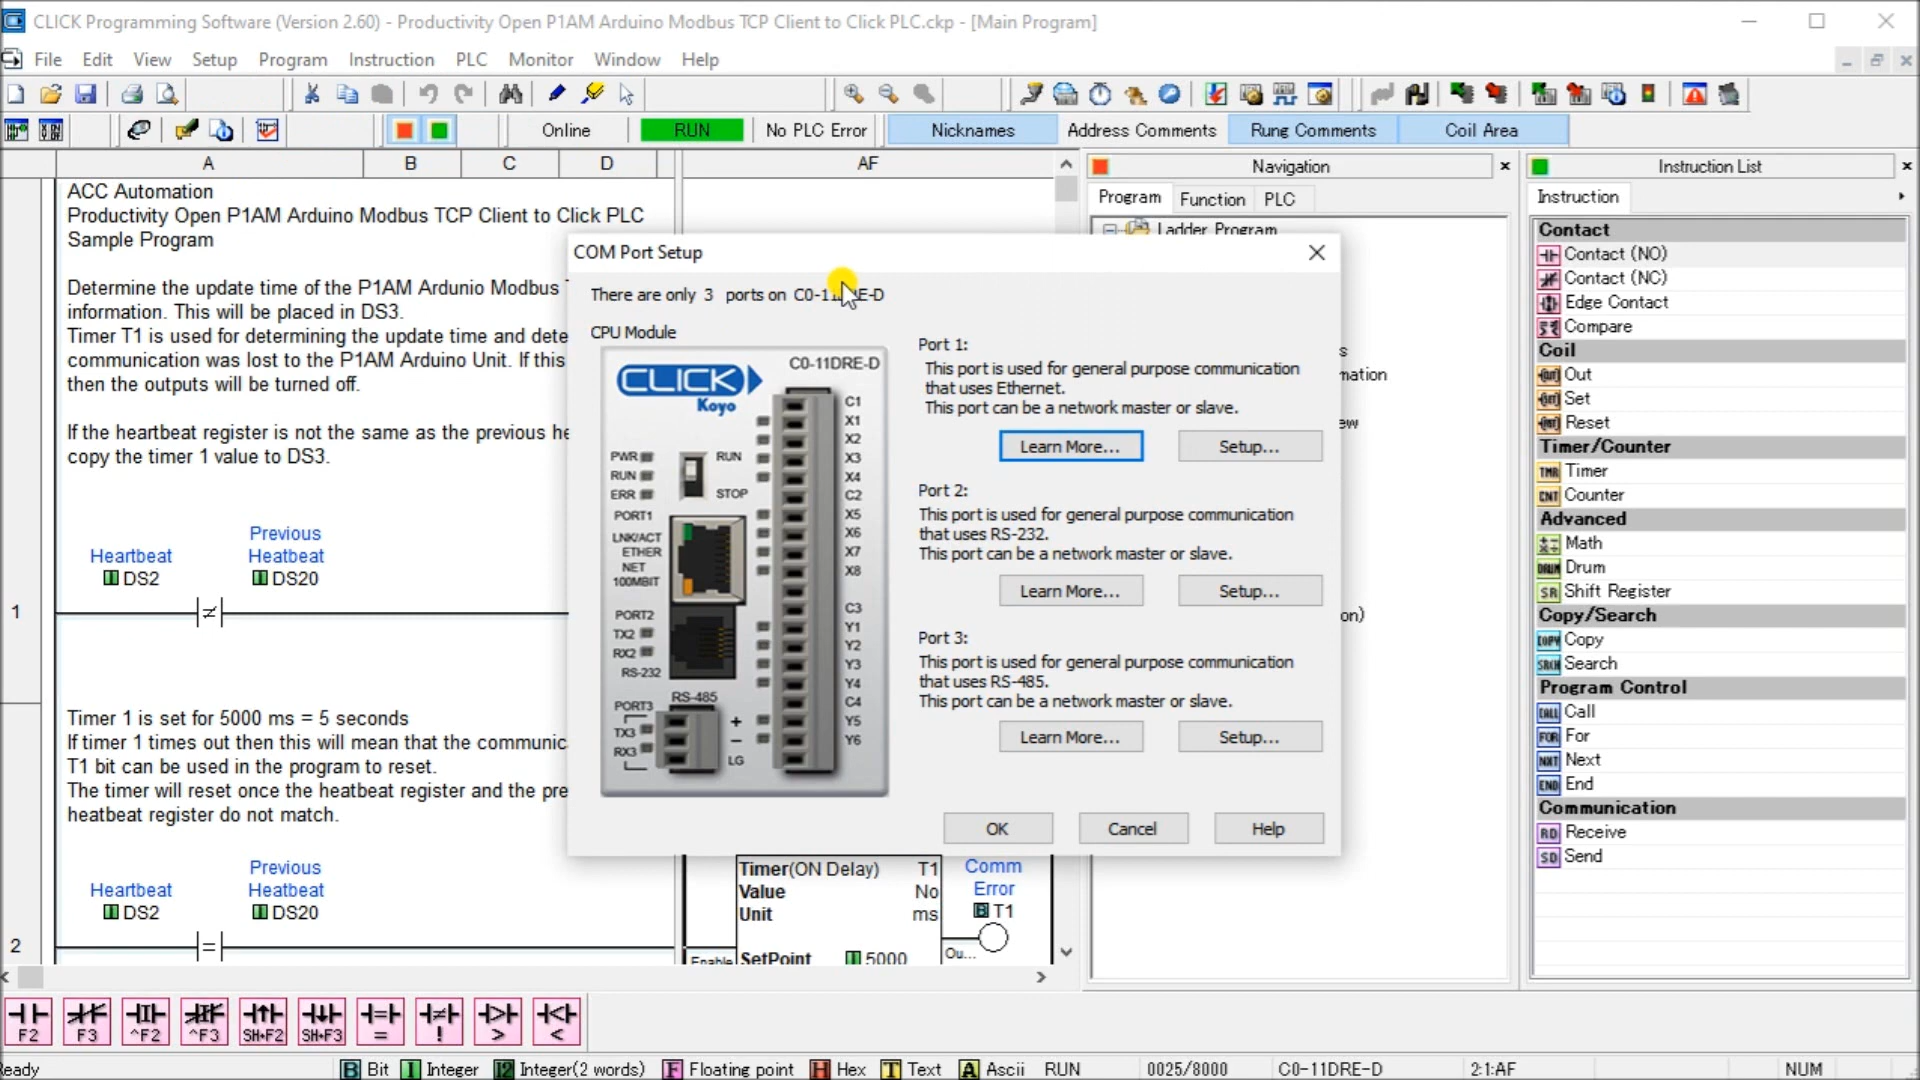 CLICK Programming Software (Version 2.60) - Productivity Open P1AM Arduino Modbus TCP Client to Click PLC.ckp - [Main Program]
File Edit View Setup Program Instruction PLC Monitor Window Help
Online RUN No PLC Error Nicknames Address Comments Rung Comments Coil Area
A B C D AF
ACC Automation
Productivity Open P1AM Arduino Modbus TCP Client to Click PLC
Sample Program
Determine the update time of the P1AM Ardunio Modbus T
information. This will be placed in DS3.
Timer T1 is used for determining the update time and dete
communication was lost to the P1AM Arduino Unit. If this
then the outputs will be turned off.
If the heartbeat register is not the same as the previous he
copy the timer 1 value to DS3.
Previous
Heartbeat Heatbeat
DS2 DS20
1
≠
Timer 1 is set for 5000 ms = 5 seconds
If timer 1 times out then this will mean that the communic
T1 bit can be used in the program to reset.
The timer will reset once the heatbeat register and the pre
heatbeat register do not match.
Previous
Heartbeat Heatbeat
DS2 DS20
2
=
Timer(ON Delay) T1
Value No
Unit ms
SetPoint 5000
Enable
Comm
Error
T1
Ou...
COM Port Setup
There are only 3 ports on C0-11DRE-D
CPU Module
CLICK
Koyo
C0-11DRE-D
PWR
RUN
ERR
RUN
STOP
PORT1
LNK/ACT
ETHER
NET
100MBIT
PORT2
TX2
RX2
RS-232
RS-485
PORT3
TX3
RX3
+
−
LG
C1
X1
X2
X3
X4
C2
X5
X6
X7
X8
C3
Y1
Y2
Y3
Y4
C4
Y5
Y6
Port 1:
This port is used for general purpose communication
that uses Ethernet.
This port can be a network master or slave.
Learn More... Setup...
Port 2:
This port is used for general purpose communication
that uses RS-232.
This port can be a network master or slave.
Learn More... Setup...
Port 3:
This port is used for general purpose communication
that uses RS-485.
This port can be a network master or slave.
Learn More... Setup...
OK Cancel Help
Navigation
Program Function PLC
Ladder Program
s
mation
ew
on)
Instruction List
Instruction
Contact
Contact (NO)
Contact (NC)
Edge Contact
Compare
Coil
Out
Set
Reset
Timer/Counter
TMR Timer
CNT Counter
Advanced
Math
DRUM Drum
SR Shift Register
Copy/Search
COPY Copy
SRCH Search
Program Control
CALL Call
FOR For
NXT Next
END End
Communication
RD Receive
SD Send
F2 F3 ^F2 ^F3 SH+F2 SH+F3 = ! > <
eady B Bit I Integer I2 Integer(2 words) F Floating point H Hex T Text A Ascii RUN 0025/8000 C0-11DRE-D 2:1:AF NUM